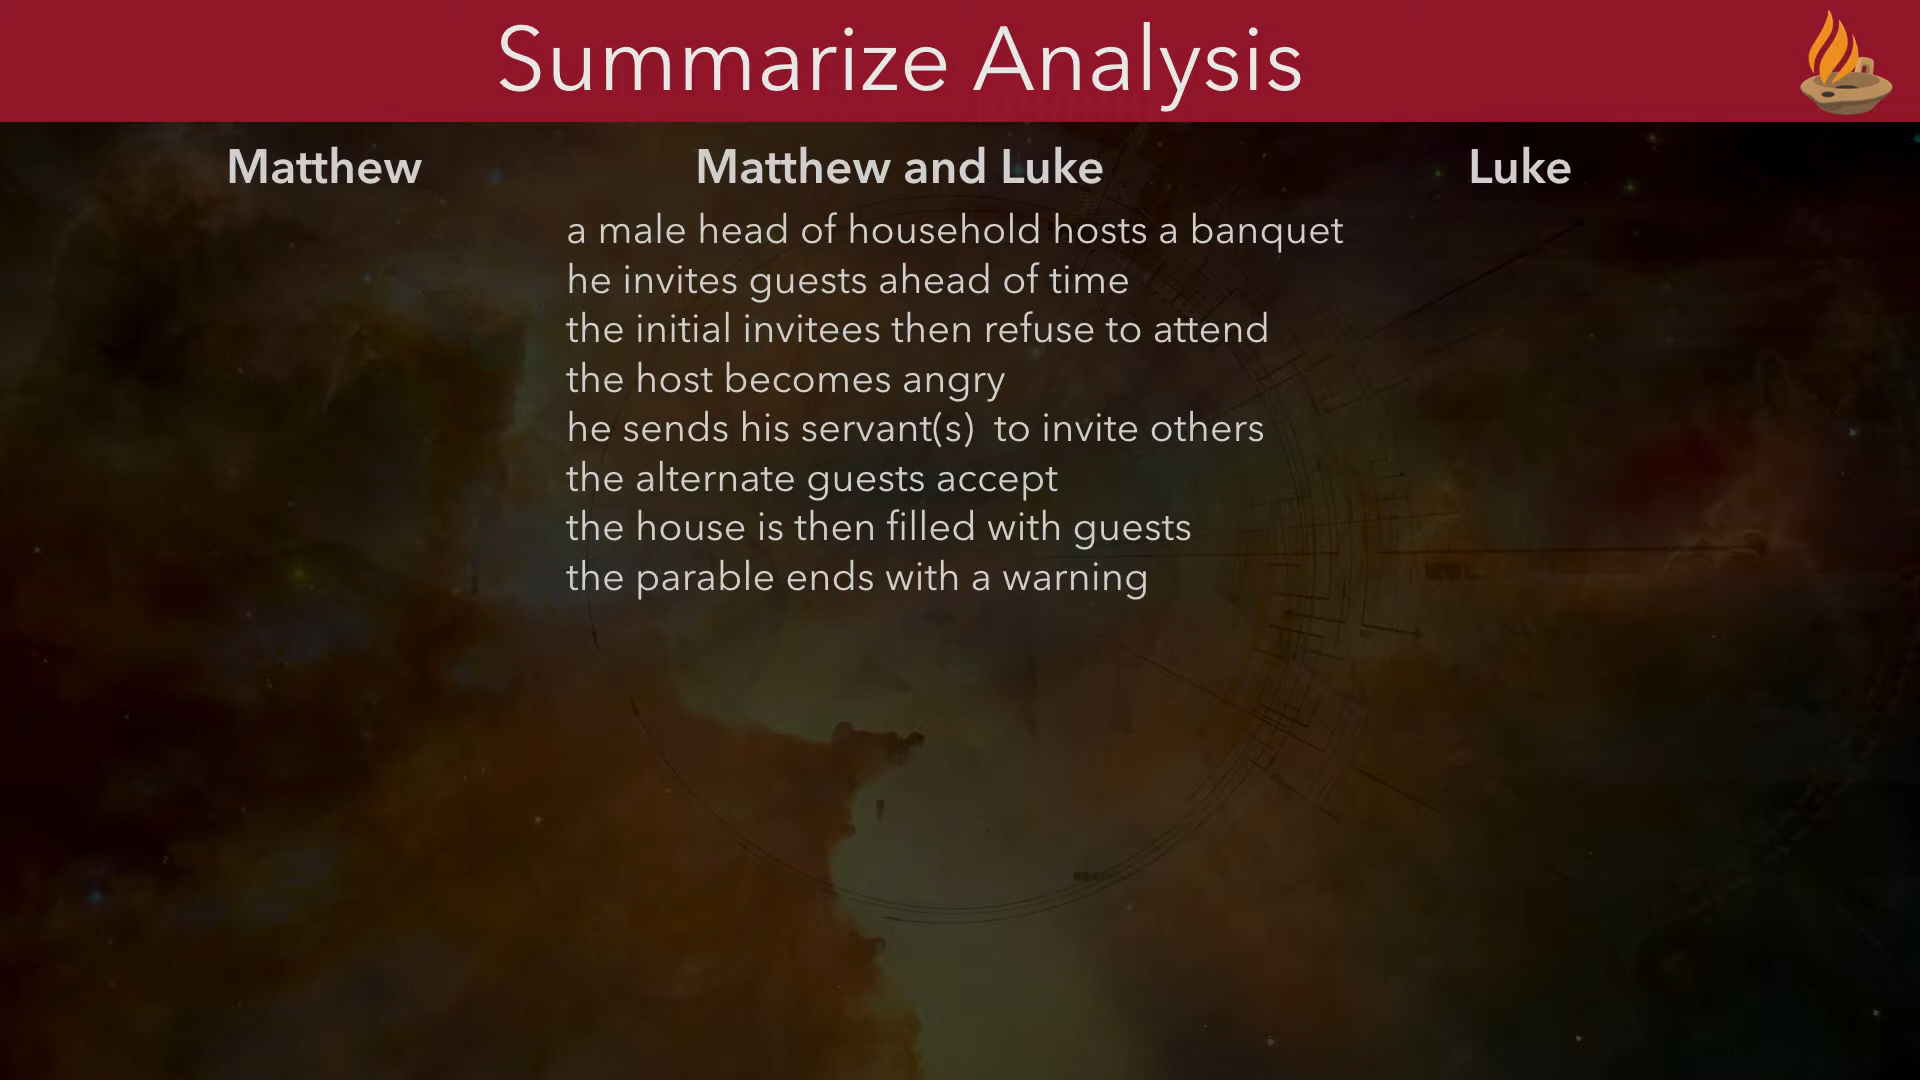 Summarize Analysis
Matthew
Matthew and Luke
Luke
a male head of household hosts a banquet
he invites guests ahead of time
the initial invitees then refuse to attend
the host becomes angry
he sends his servant(s)  to invite others
the alternate guests accept
the house is then filled with guests
the parable ends with a warning